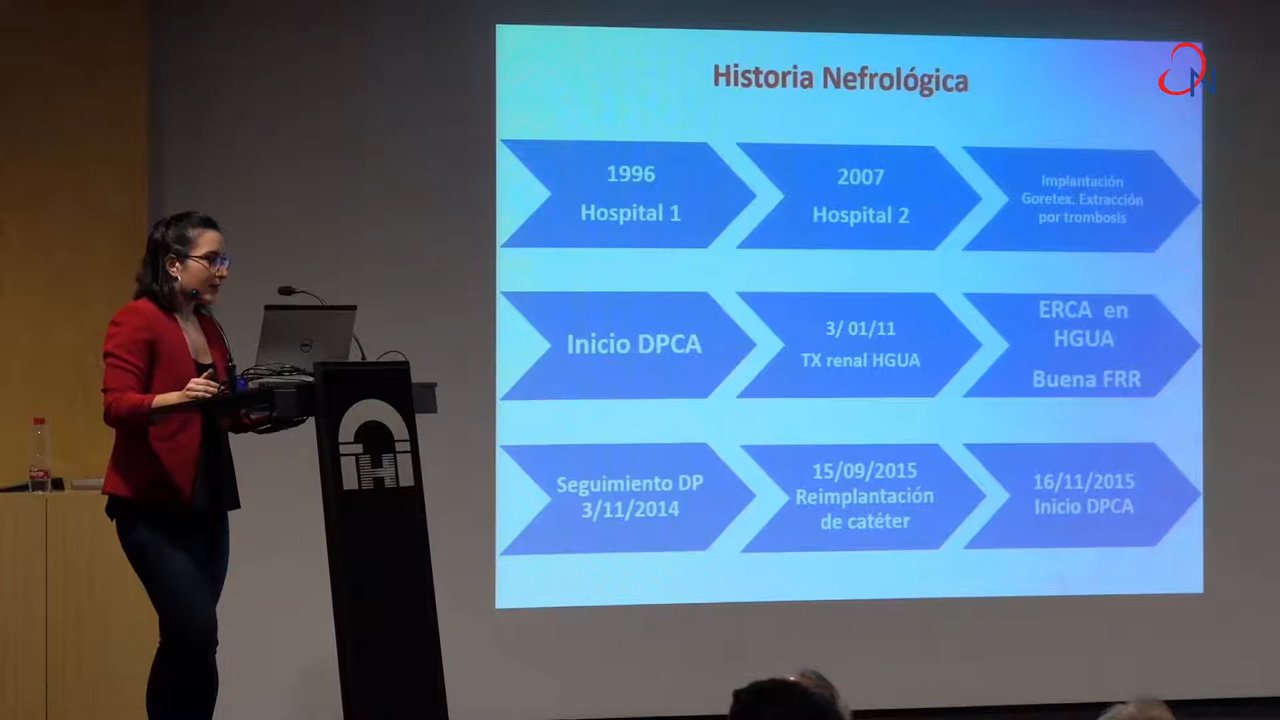 Historia Nefrológica
1996
Hospital 1
2007
Hospital 2
Implantación
Goretex. Extracción
por trombosis
Inicio DPCA
3/ 01/11
TX renal HGUA
ERCA en
HGUA
Buena FRR
Seguimiento DP
3/11/2014
15/09/2015
Reimplantación
de catéter
16/11/2015
Inicio DPCA
N
DELL